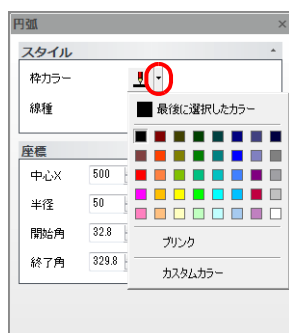 円弧
スタイル
枠カラー
線種
最後に選択したカラー
ブリンク
カスタムカラー
座標
中心X 500
半径 50
開始角 32.8
終了角 329.8